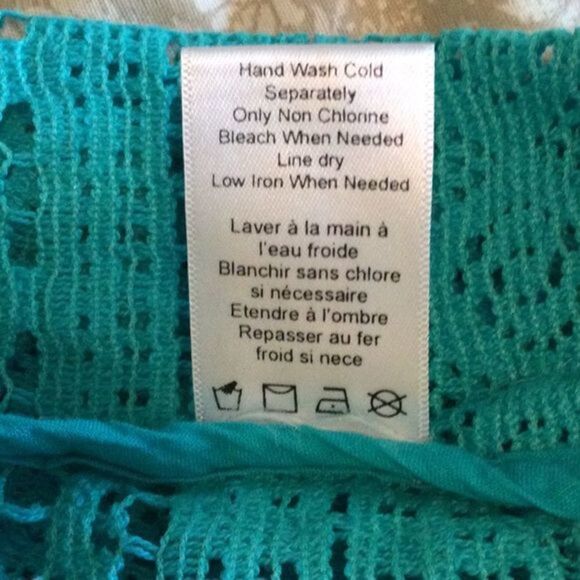 Hand Wash Cold
Separately
Only Non Chlorine
Bleach When Needed
Line dry
Low Iron When Needed
Laver à la main à
l'eau froide
Blanchir sans chlore
si nécessaire
Etendre à l'ombre
Repasser au fer
froid si nece